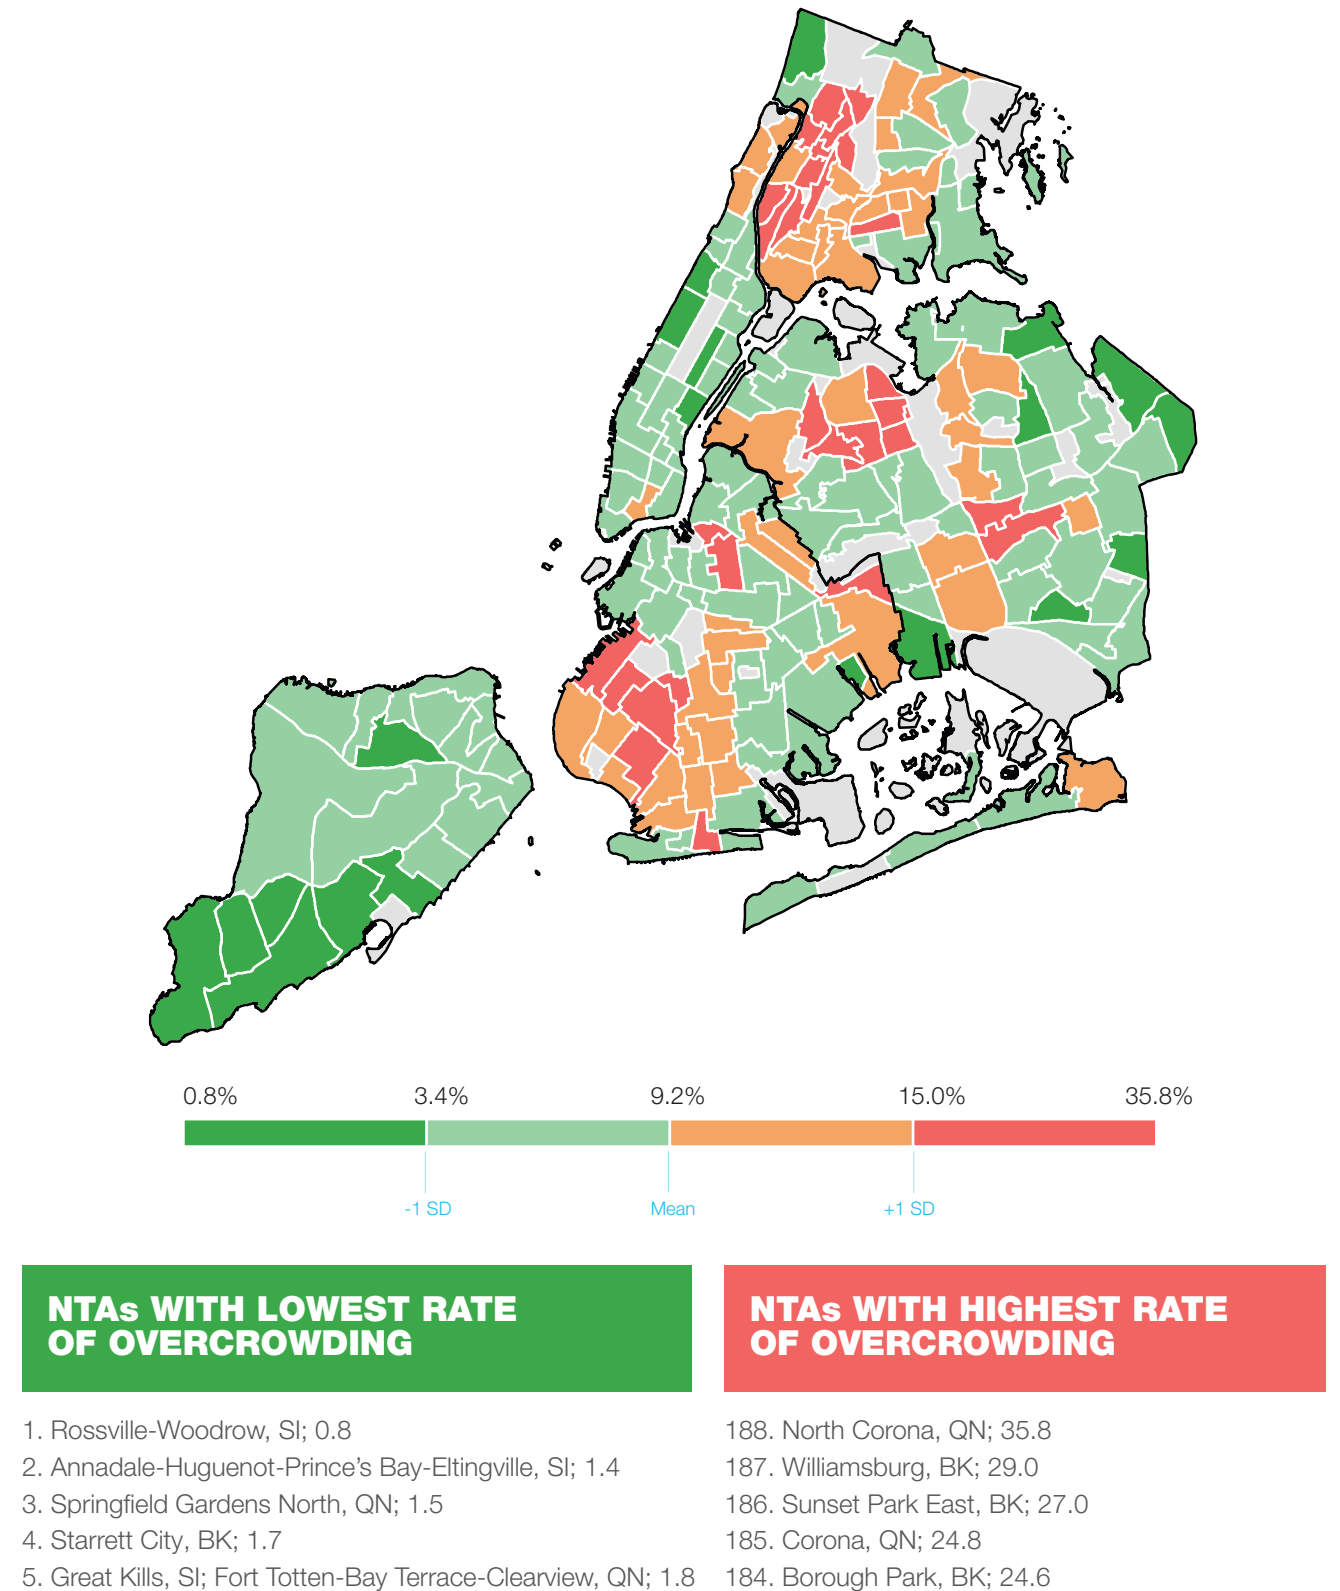 0.8%
3.4%
9.2%
15.0%
35.8%
-1 SD
Mean
+1 SD
NTAs WITH LOWEST RATE
OF OVERCROWDING
1. Rossville-Woodrow, SI; 0.8
2. Annadale-Huguenot-Prince’s Bay-Eltingville, SI; 1.4
3. Springfield Gardens North, QN; 1.5
4. Starrett City, BK; 1.7
5. Great Kills, SI; Fort Totten-Bay Terrace-Clearview, QN; 1.8
NTAs WITH HIGHEST RATE
OF OVERCROWDING
188. North Corona, QN; 35.8
187. Williamsburg, BK; 29.0
186. Sunset Park East, BK; 27.0
185. Corona, QN; 24.8
184. Borough Park, BK; 24.6